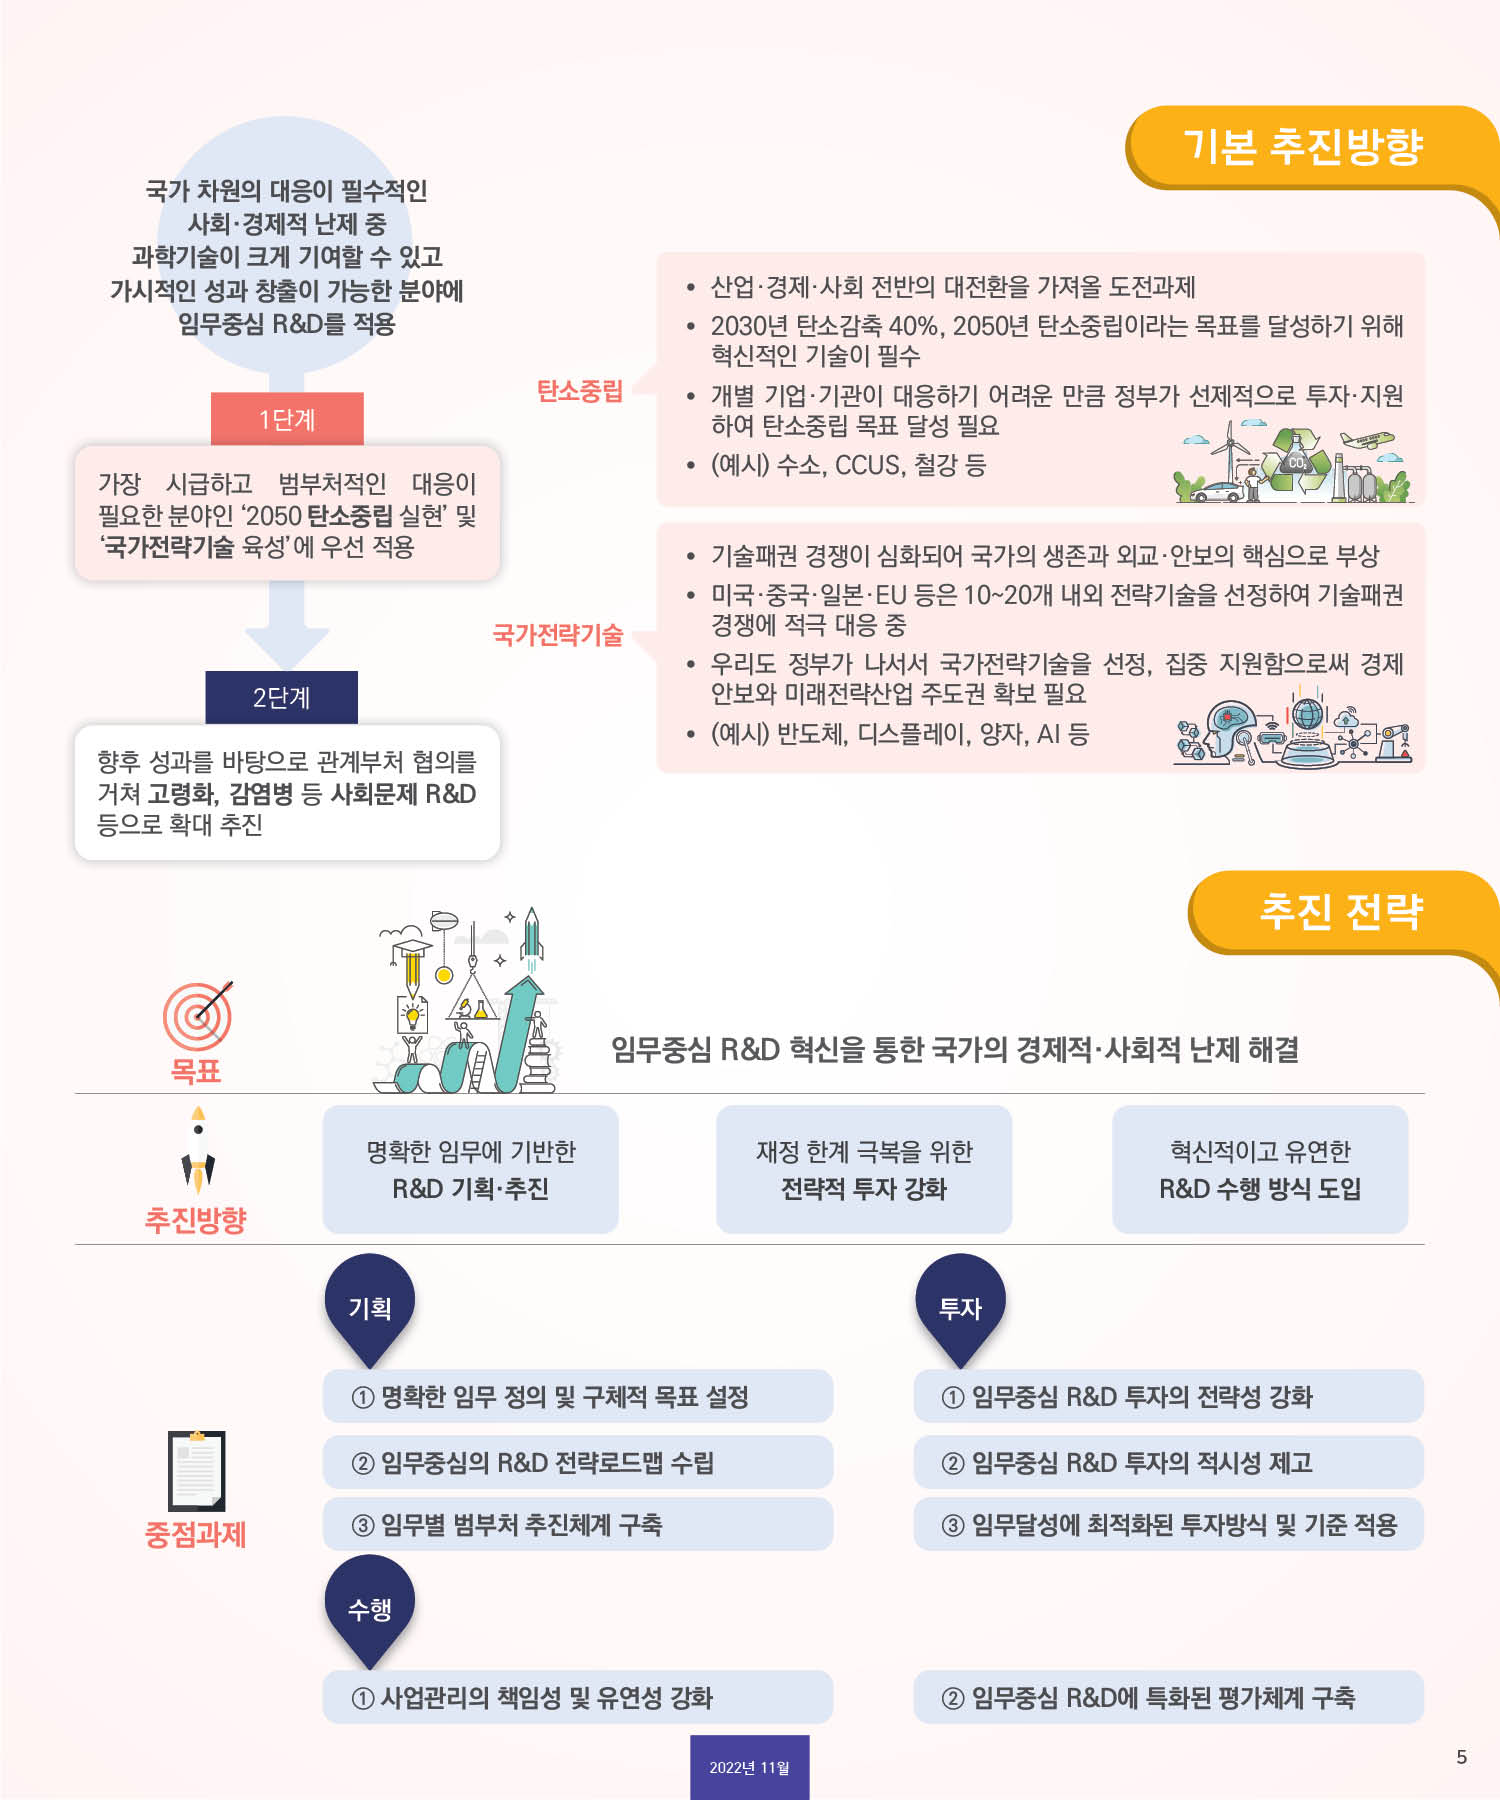 기본 추진방향
국가 차원의 대응이 필수적인
사회·경제적 난제 중
과학기술이 크게 기여할 수 있고
가시적인 성과 창출이 가능한 분야에
임무중심 R&D를 적용
1단계
가장 시급하고 범부처적인 대응이
필요한 분야인 ‘2050 탄소중립 실현’ 및
‘국가전략기술 육성’에 우선 적용
2단계
향후 성과를 바탕으로 관계부처 협의를
거쳐 고령화, 감염병 등 사회문제 R&D
등으로 확대 추진
탄소중립
• 산업·경제·사회 전반의 대전환을 가져올 도전과제
• 2030년 탄소감축 40%, 2050년 탄소중립이라는 목표를 달성하기 위해
혁신적인 기술이 필수
• 개별 기업·기관이 대응하기 어려운 만큼 정부가 선제적으로 투자·지원
하여 탄소중립 목표 달성 필요
• (예시) 수소, CCUS, 철강 등
CO₂
국가전략기술
• 기술패권 경쟁이 심화되어 국가의 생존과 외교·안보의 핵심으로 부상
• 미국·중국·일본·EU 등은 10~20개 내외 전략기술을 선정하여 기술패권
경쟁에 적극 대응 중
• 우리도 정부가 나서서 국가전략기술을 선정, 집중 지원함으로써 경제
안보와 미래전략산업 주도권 확보 필요
• (예시) 반도체, 디스플레이, 양자, AI 등
추진 전략
목표
임무중심 R&D 혁신을 통한 국가의 경제적·사회적 난제 해결
추진방향
명확한 임무에 기반한
R&D 기획·추진
재정 한계 극복을 위한
전략적 투자 강화
혁신적이고 유연한
R&D 수행 방식 도입
중점과제
기획
① 명확한 임무 정의 및 구체적 목표 설정
② 임무중심의 R&D 전략로드맵 수립
③ 임무별 범부처 추진체계 구축
투자
① 임무중심 R&D 투자의 전략성 강화
② 임무중심 R&D 투자의 적시성 제고
③ 임무달성에 최적화된 투자방식 및 기준 적용
수행
① 사업관리의 책임성 및 유연성 강화
② 임무중심 R&D에 특화된 평가체계 구축
2022년 11월
5